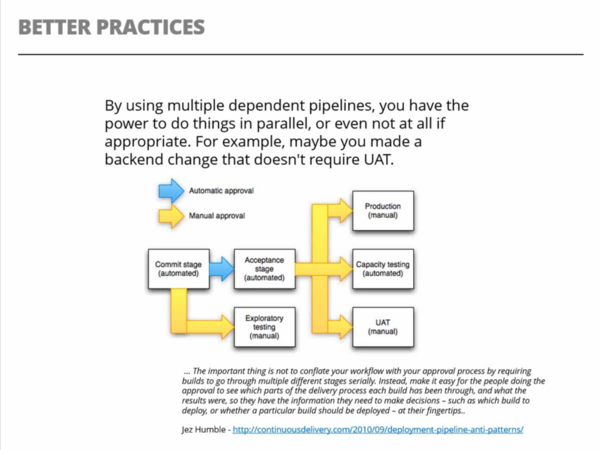 BETTER PRACTICES
By using multiple dependent pipelines, you have the
power to do things in parallel, or even not at all if
appropriate. For example, maybe you made a
backend change that doesn't require UAT.
Automatic approval
Manual approval
Commit stage
(automated)
Acceptance
stage
(automated)
Exploratory
testing
(manual)
Production
(manual)
Capacity testing
(automated)
UAT
(manual)
... The important thing is not to conflate your workflow with your approval process by requiring
builds to go through multiple different stages serially. Instead, make it easy for the people doing the
approval to see which parts of the delivery process each build has been through, and what the
results were, so they have the information they need to make decisions – such as which build to
deploy, or whether a particular build should be deployed – at their fingertips..
Jez Humble - http://continuousdelivery.com/2010/09/deployment-pipeline-anti-patterns/